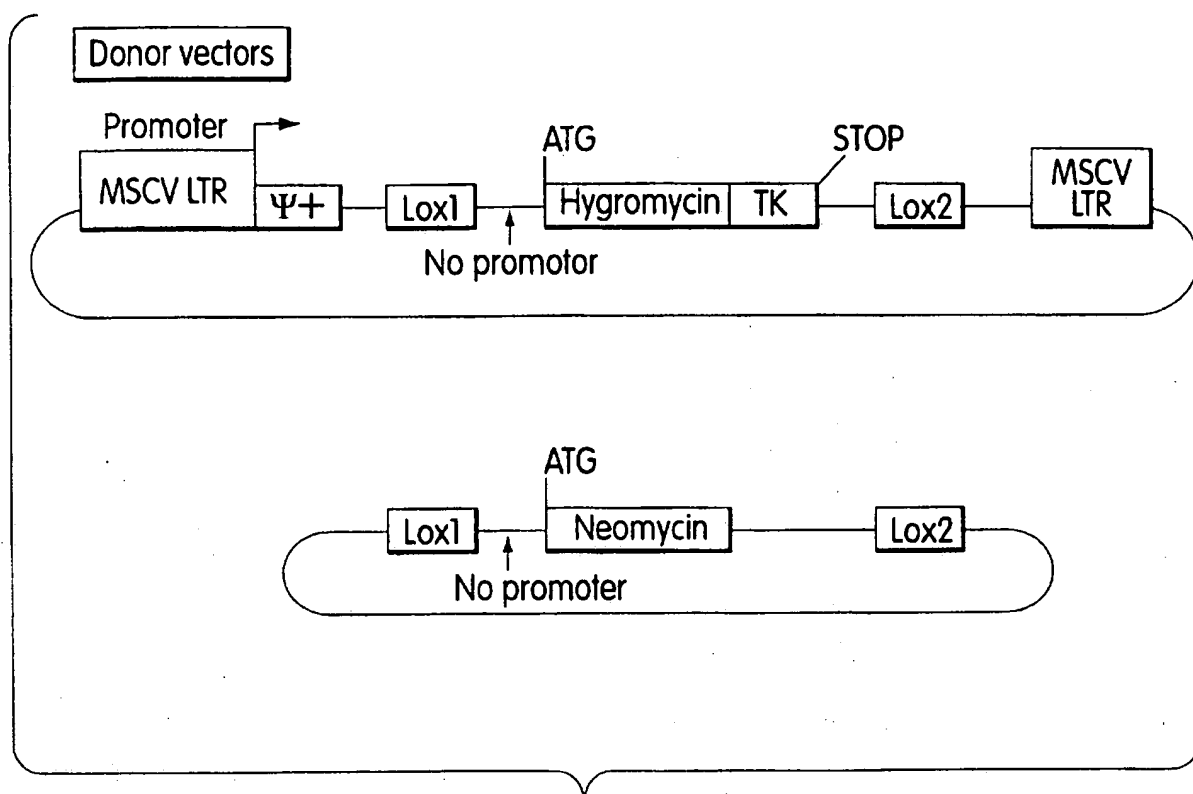 Donor vectors
Promoter
ATG
STOP
MSCV LTR
Ψ+
Lox1
Hygromycin
TK
Lox2
MSCV
LTR
No promotor
ATG
Lox1
Neomycin
Lox2
No promoter